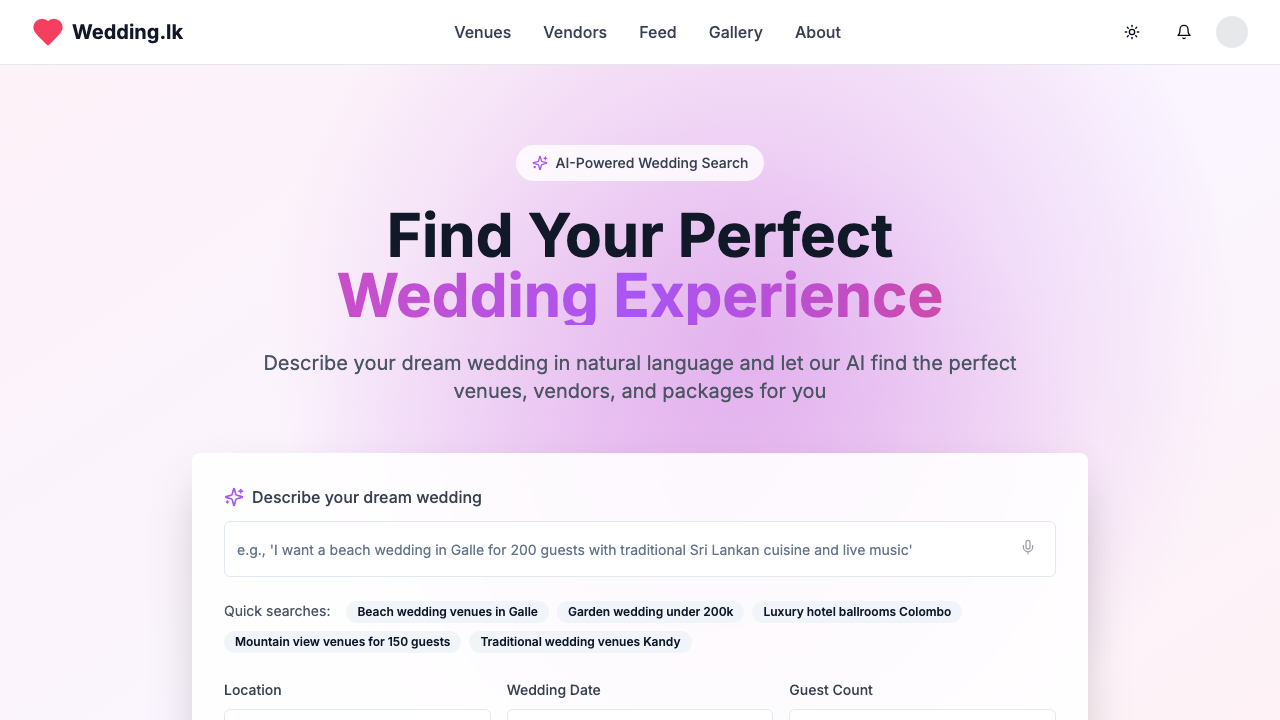 Wedding.lk
Venues Vendors Feed Gallery About
AI-Powered Wedding Search
Find Your Perfect
Wedding Experience
Describe your dream wedding in natural language and let our AI find the perfect
venues, vendors, and packages for you
Describe your dream wedding
e.g., 'I want a beach wedding in Galle for 200 guests with traditional Sri Lankan cuisine and live music'
Quick searches: Beach wedding venues in Galle Garden wedding under 200k Luxury hotel ballrooms Colombo
Mountain view venues for 150 guests Traditional wedding venues Kandy
Location Wedding Date Guest Count